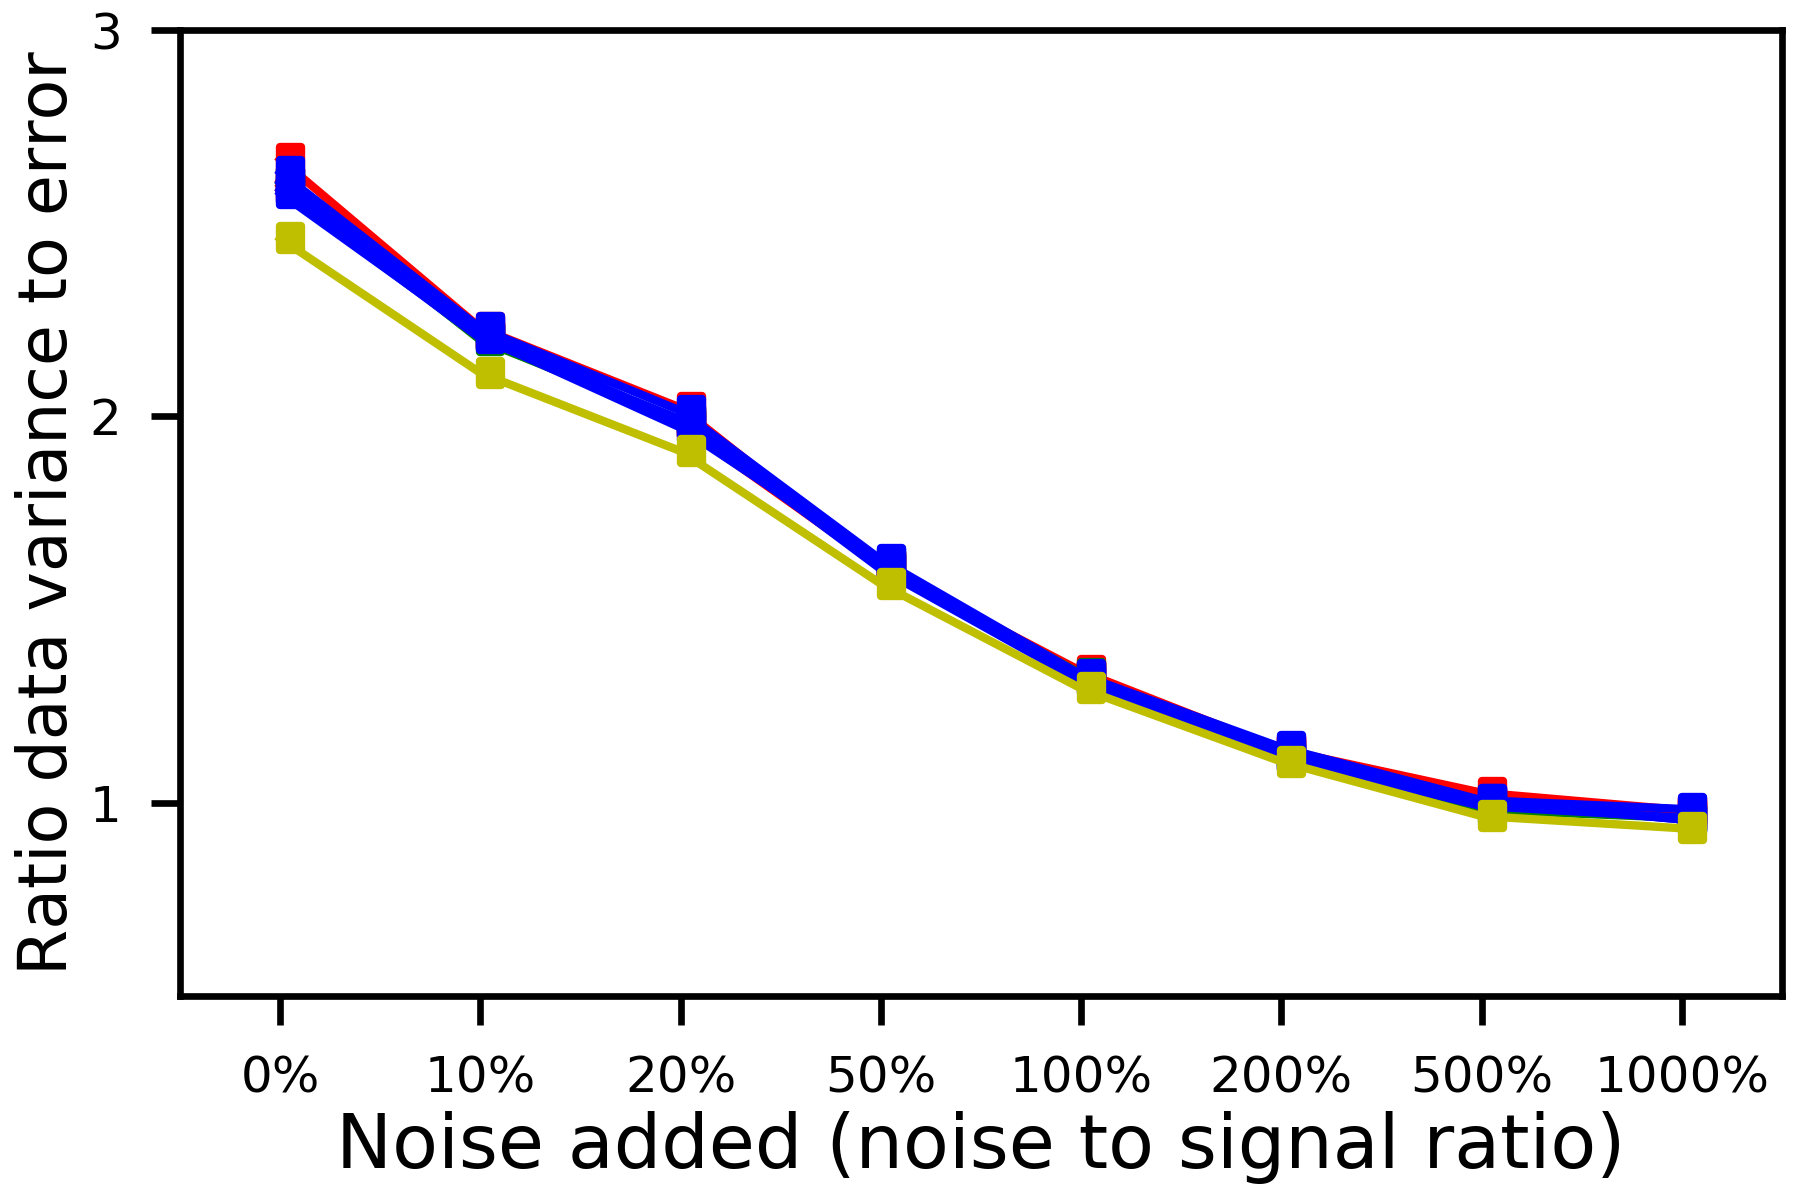 Ratio data variance to error
3
2
1
0% 10% 20% 50% 100% 200% 500% 1000%
Noise added (noise to signal ratio)